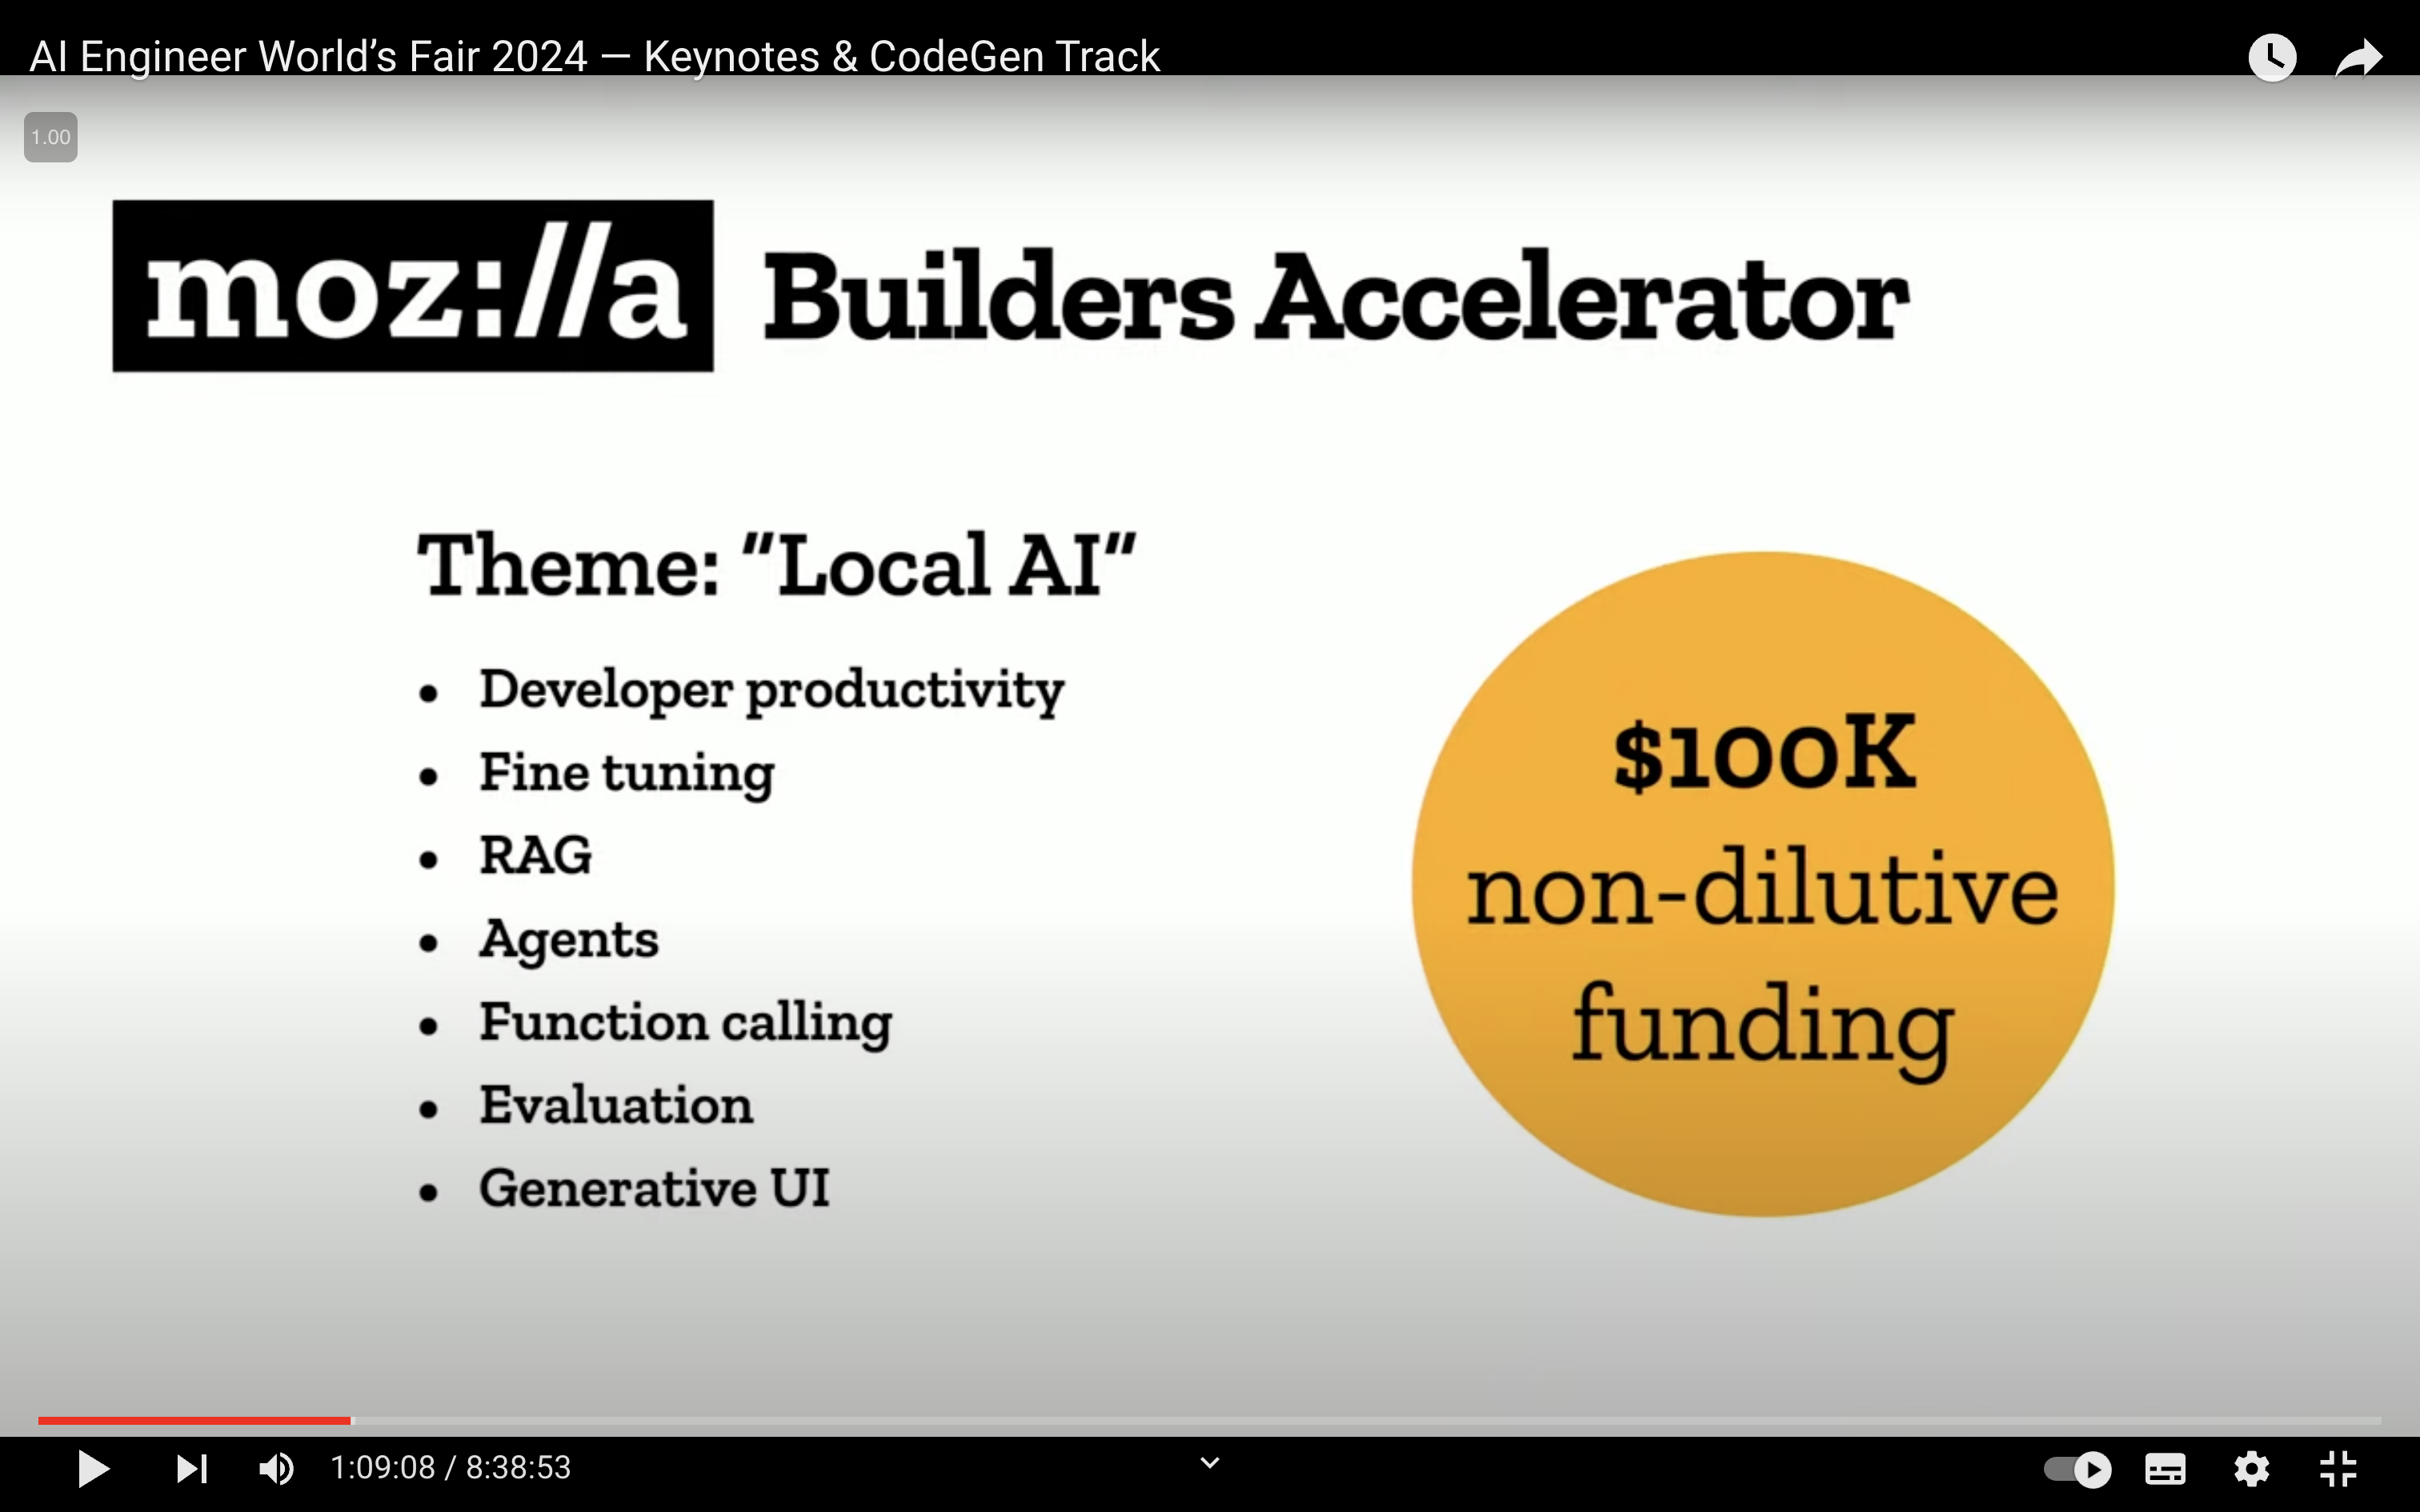 AI Engineer World’s Fair 2024 — Keynotes & CodeGen Track
1.00
moz://a Builders Accelerator
Theme: "Local AI"
• Developer productivity
• Fine tuning
• RAG
• Agents
• Function calling
• Evaluation
• Generative UI
$100K
non-dilutive
funding
1:09:08 / 8:38:53